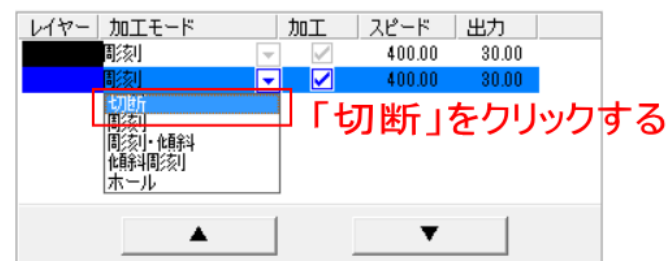 レイヤー 加工モード 加工 スピード 出力
彫刻 400.00 30.00
彫刻 400.00 30.00
切断
「切断」をクリックする
彫刻
彫刻・傾斜
傾斜彫刻
ホール
▲ ▼